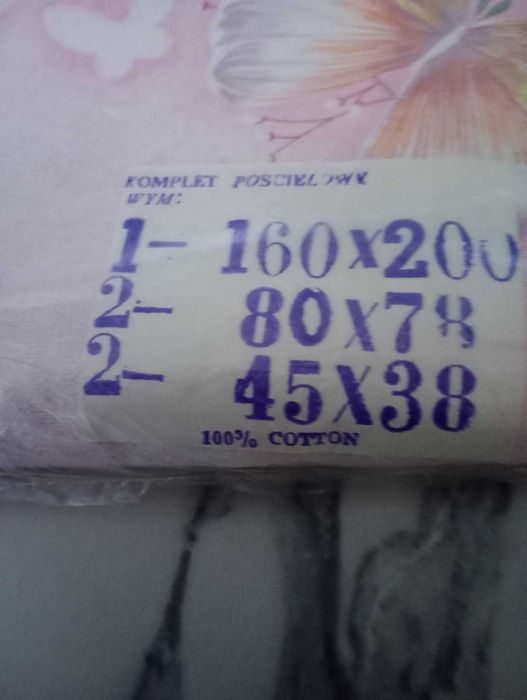 KOMPLET POSCIELOWY
WYM:
1- 160X200
2- 80X78
2- 45X38
100% COTTON